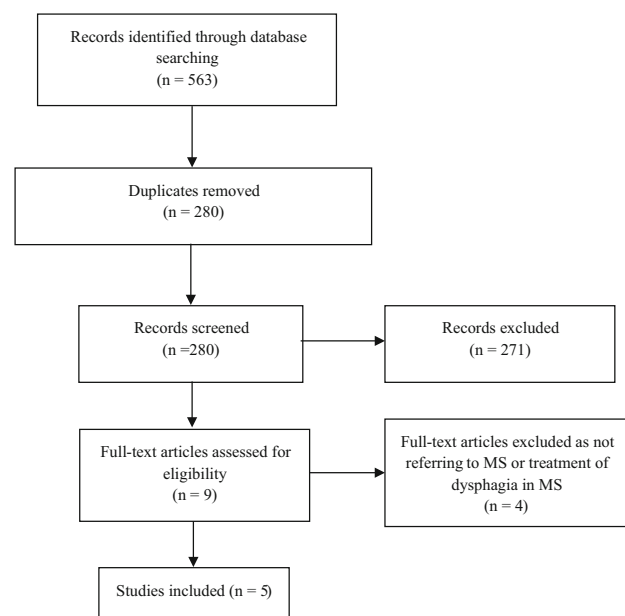 Records identified through database
searching
(n = 563)
Duplicates removed
(n = 280)
Records screened
(n =280)
Records excluded
(n = 271)
Full-text articles assessed for
eligibility
(n = 9)
Full-text articles excluded as not
referring to MS or treatment of
dysphagia in MS
(n = 4)
Studies included (n = 5)